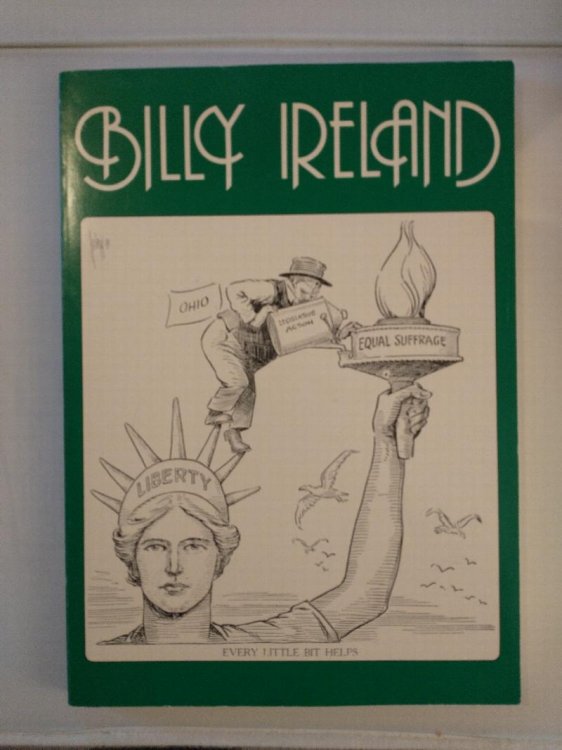 BILLY IRELAND
OHIO
LEGISLATIVE
ACTION
EQUAL SUFFRAGE
LIBERTY
EVERY LITTLE BIT HELPS